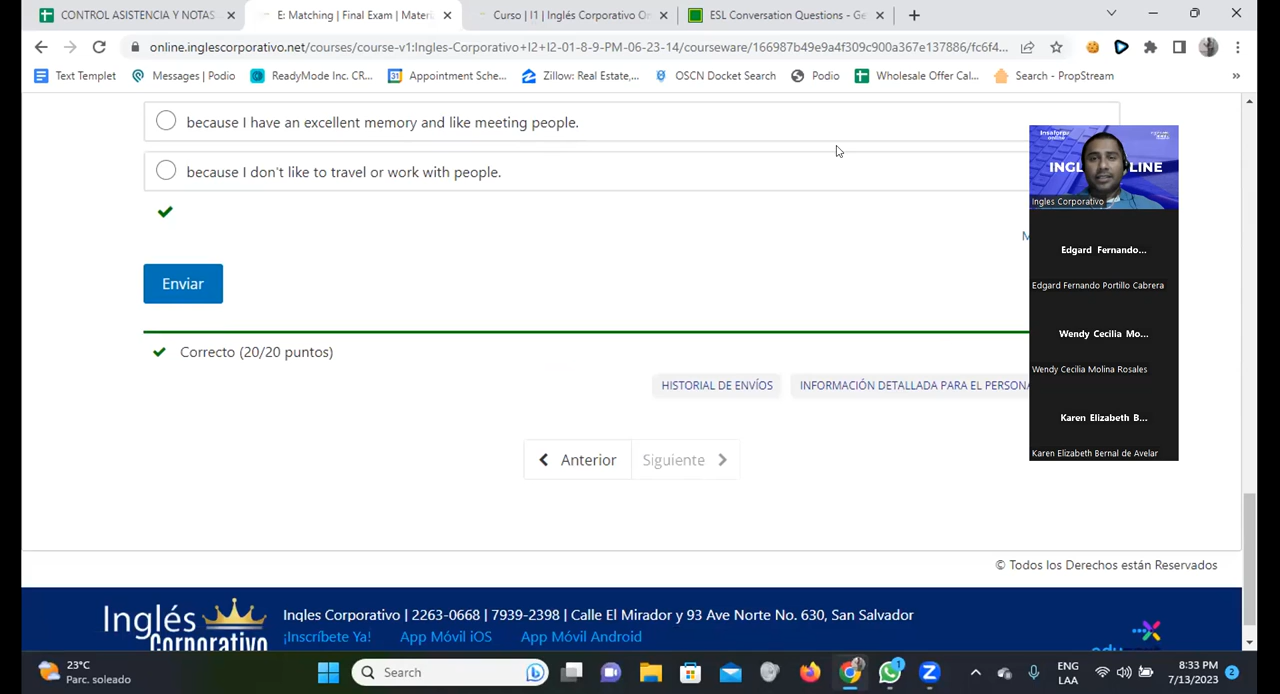 CONTROL ASISTENCIA Y NOTAS
E: Matching | Final Exam | Materi
Curso | I1 | Inglés Corporativo On
ESL Conversation Questions - Ge
online.inglescorporativo.net/courses/course-v1:Ingles-Corporativo+I2+I2-01-8-9-PM-06-23-14/courseware/166987b49e9a4f309c900a367e137886/fc6f4...
Text Templet
Messages | Podio
ReadyMode Inc. CR...
Appointment Sche...
Zillow: Real Estate,...
OSCN Docket Search
Podio
Wholesale Offer Cal...
Search - PropStream
because I have an excellent memory and like meeting people.
because I don't like to travel or work with people.
INGL
LINE
Ingles Corporativo
Edgard Fernando...
Edgard Fernando Portillo Cabrera
Wendy Cecilia Mo...
Wendy Cecilia Molina Rosales
Karen Elizabeth B...
Karen Elizabeth Bernal de Avelar
Enviar
Correcto (20/20 puntos)
HISTORIAL DE ENVÍOS
INFORMACIÓN DETALLADA PARA EL PERSONA
Anterior
Siguiente
© Todos los Derechos están Reservados
Inglés
Corporativo
Ingles Corporativo | 2263-0668 | 7939-2398 | Calle El Mirador y 93 Ave Norte No. 630, San Salvador
¡Inscríbete Ya!
App Móvil iOS
App Móvil Android
23°C
Parc. soleado
Search
ENG
LAA
8:33 PM
7/13/2023
2
1